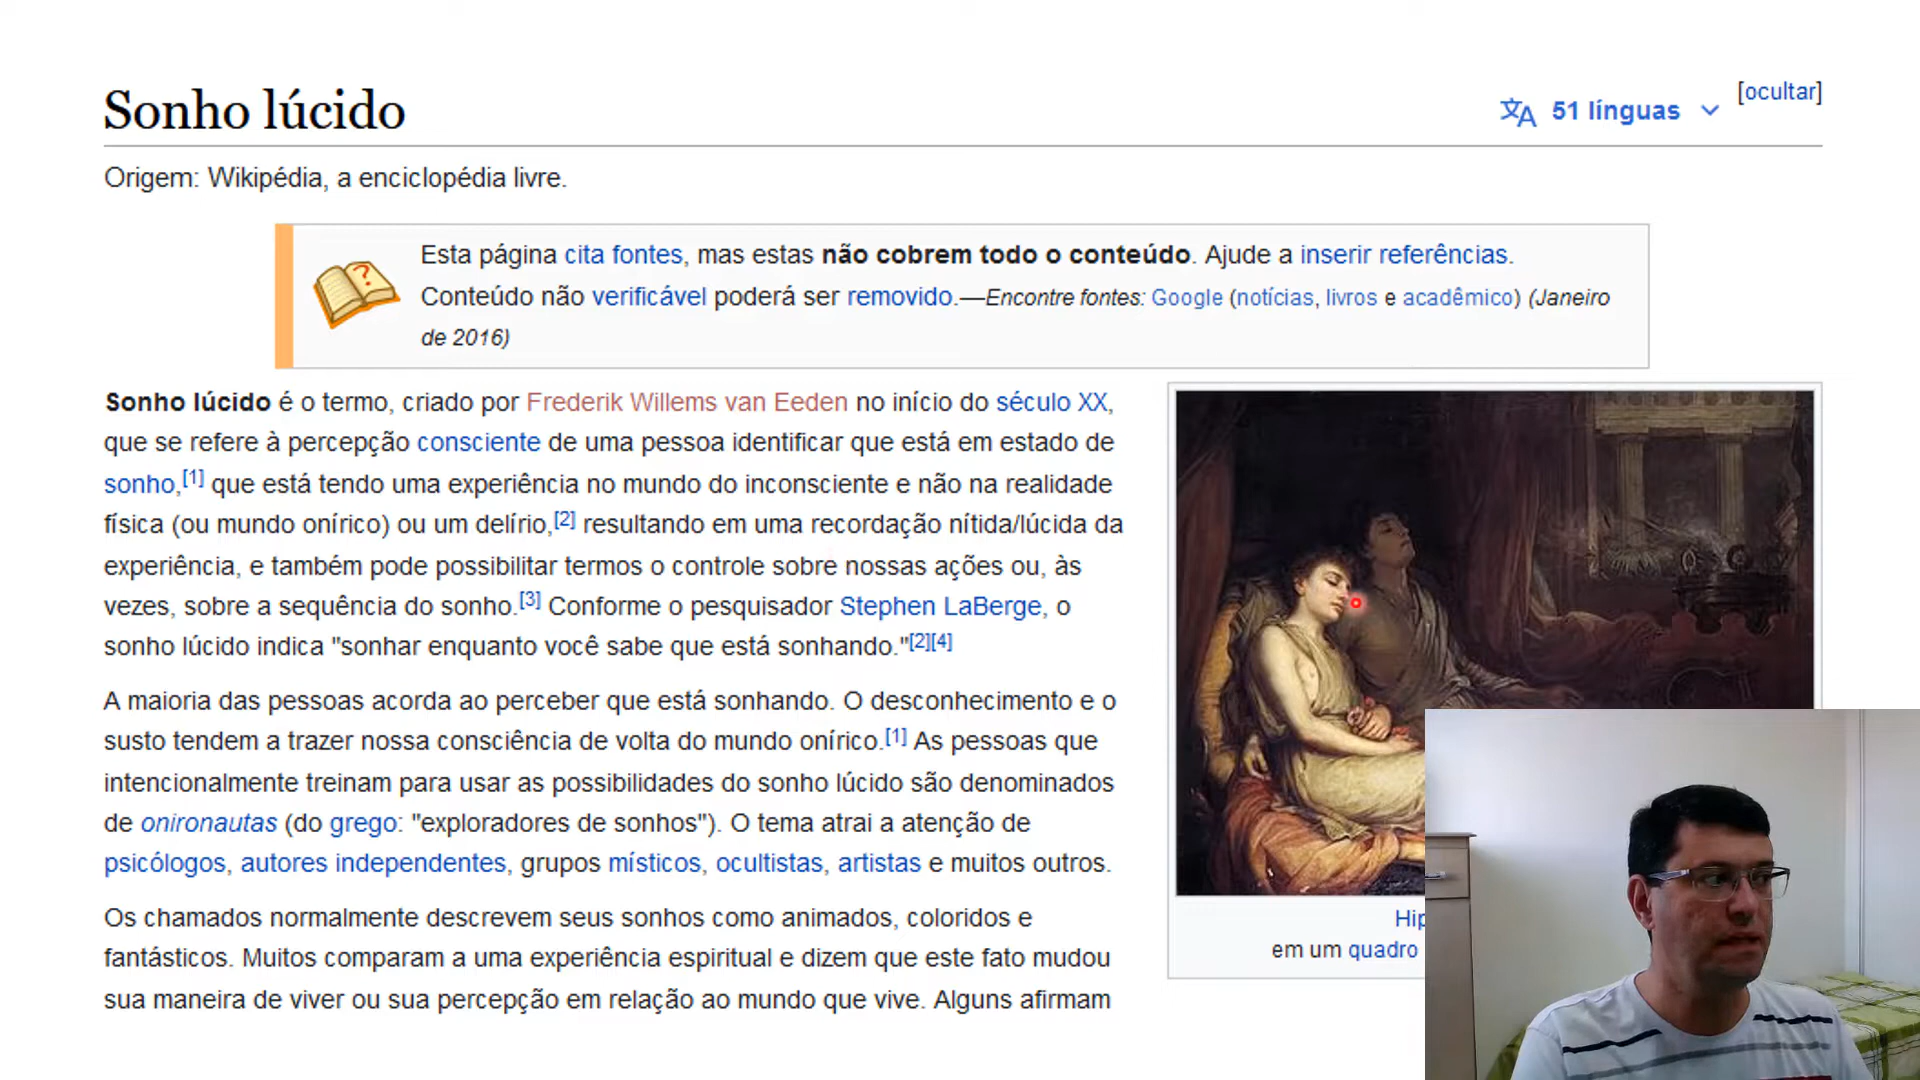 Sonho lúcido
文A 51 línguas
[ocultar]
Origem: Wikipédia, a enciclopédia livre.
Esta página cita fontes, mas estas não cobrem todo o conteúdo. Ajude a inserir referências.
Conteúdo não verificável poderá ser removido.—Encontre fontes: Google (notícias, livros e acadêmico) (Janeiro
de 2016)
Sonho lúcido é o termo, criado por Frederik Willems van Eeden no início do século XX,
que se refere à percepção consciente de uma pessoa identificar que está em estado de
sonho,[1] que está tendo uma experiência no mundo do inconsciente e não na realidade
física (ou mundo onírico) ou um delírio,[2] resultando em uma recordação nítida/lúcida da
experiência, e também pode possibilitar termos o controle sobre nossas ações ou, às
vezes, sobre a sequência do sonho.[3] Conforme o pesquisador Stephen LaBerge, o
sonho lúcido indica "sonhar enquanto você sabe que está sonhando."[2][4]
A maioria das pessoas acorda ao perceber que está sonhando. O desconhecimento e o
susto tendem a trazer nossa consciência de volta do mundo onírico.[1] As pessoas que
intencionalmente treinam para usar as possibilidades do sonho lúcido são denominados
de onironautas (do grego: "exploradores de sonhos"). O tema atrai a atenção de
psicólogos, autores independentes, grupos místicos, ocultistas, artistas e muitos outros.
Os chamados normalmente descrevem seus sonhos como animados, coloridos e
fantásticos. Muitos comparam a uma experiência espiritual e dizem que este fato mudou
sua maneira de viver ou sua percepção em relação ao mundo que vive. Alguns afirmam
Hip
em um quadro